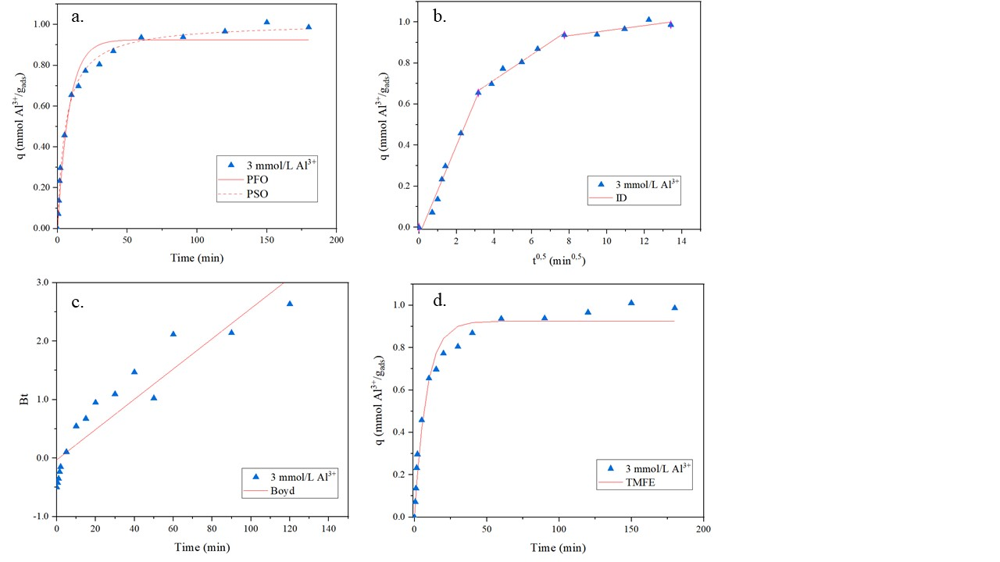 a.
1.00
0.80
0.60
0.40
0.20
0.00
q (mmol Al³⁺/g_ads)
3 mmol/L Al³⁺
PFO
PSO
0 50 100 150 200
Time (min)
b.
1.0
0.8
0.6
0.4
0.2
0.0
q (mmol Al³⁺/g_ads)
3 mmol/L Al³⁺
ID
0 2 4 6 8 10 12 14
t⁰,⁵ (min⁰,⁵)
c.
3.0
2.0
1.0
0.0
-1.0
Bt
3 mmol/L Al³⁺
Boyd
0 20 40 60 80 100 120 140
Time (min)
d.
1.0
0.8
0.6
0.4
0.2
0.0
q (mmol Al³⁺/g_ads)
3 mmol/L Al³⁺
TMFE
0 50 100 150 200
Time (min)